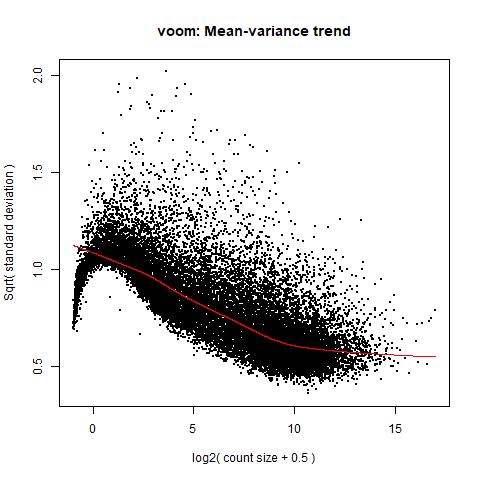 voom: Mean-variance trend
Sqrt( standard deviation )
2.0
1.5
1.0
0.5
0 5 10 15
log2( count size + 0.5 )